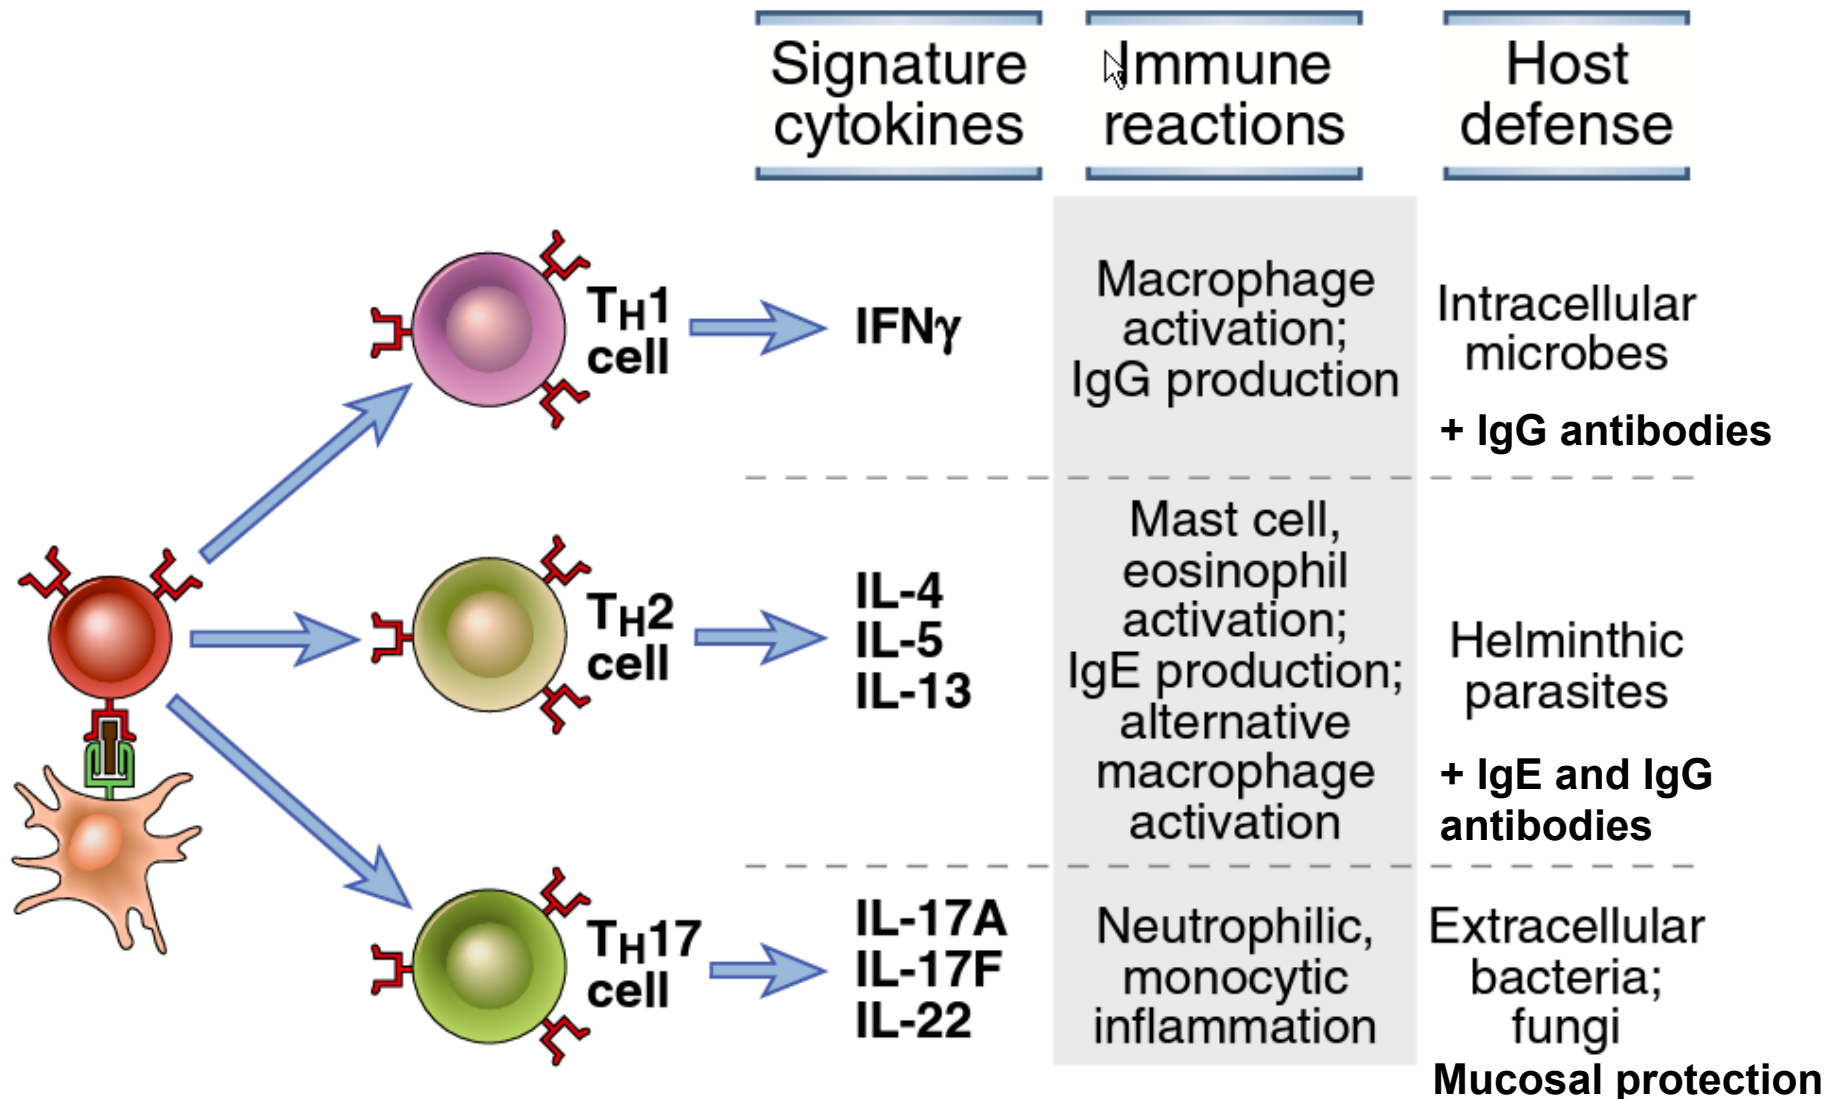 Signature
cytokines
Immune
reactions
Host
defense
TH1
cell
IFNγ
Macrophage
activation;
IgG production
Intracellular
microbes
+ IgG antibodies
TH2
cell
IL-4
IL-5
IL-13
Mast cell,
eosinophil
activation;
IgE production;
alternative
macrophage
activation
Helminthic
parasites
+ IgE and IgG
antibodies
TH17
cell
IL-17A
IL-17F
IL-22
Neutrophilic,
monocytic
inflammation
Extracellular
bacteria;
fungi
Mucosal protection